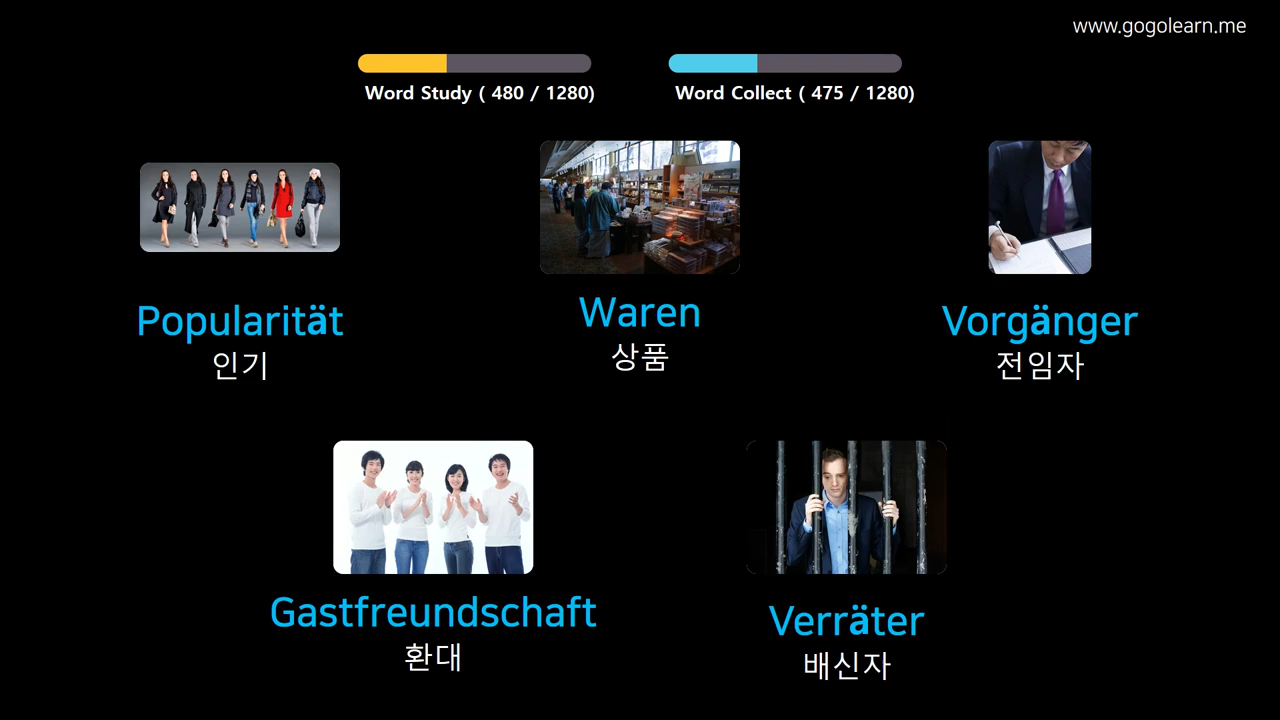 www.gogolearn.me
Word Study ( 480 / 1280)
Word Collect ( 475 / 1280)
Popularität
인기
Waren
상품
Vorgänger
전임자
Gastfreundschaft
환대
Verräter
배신자